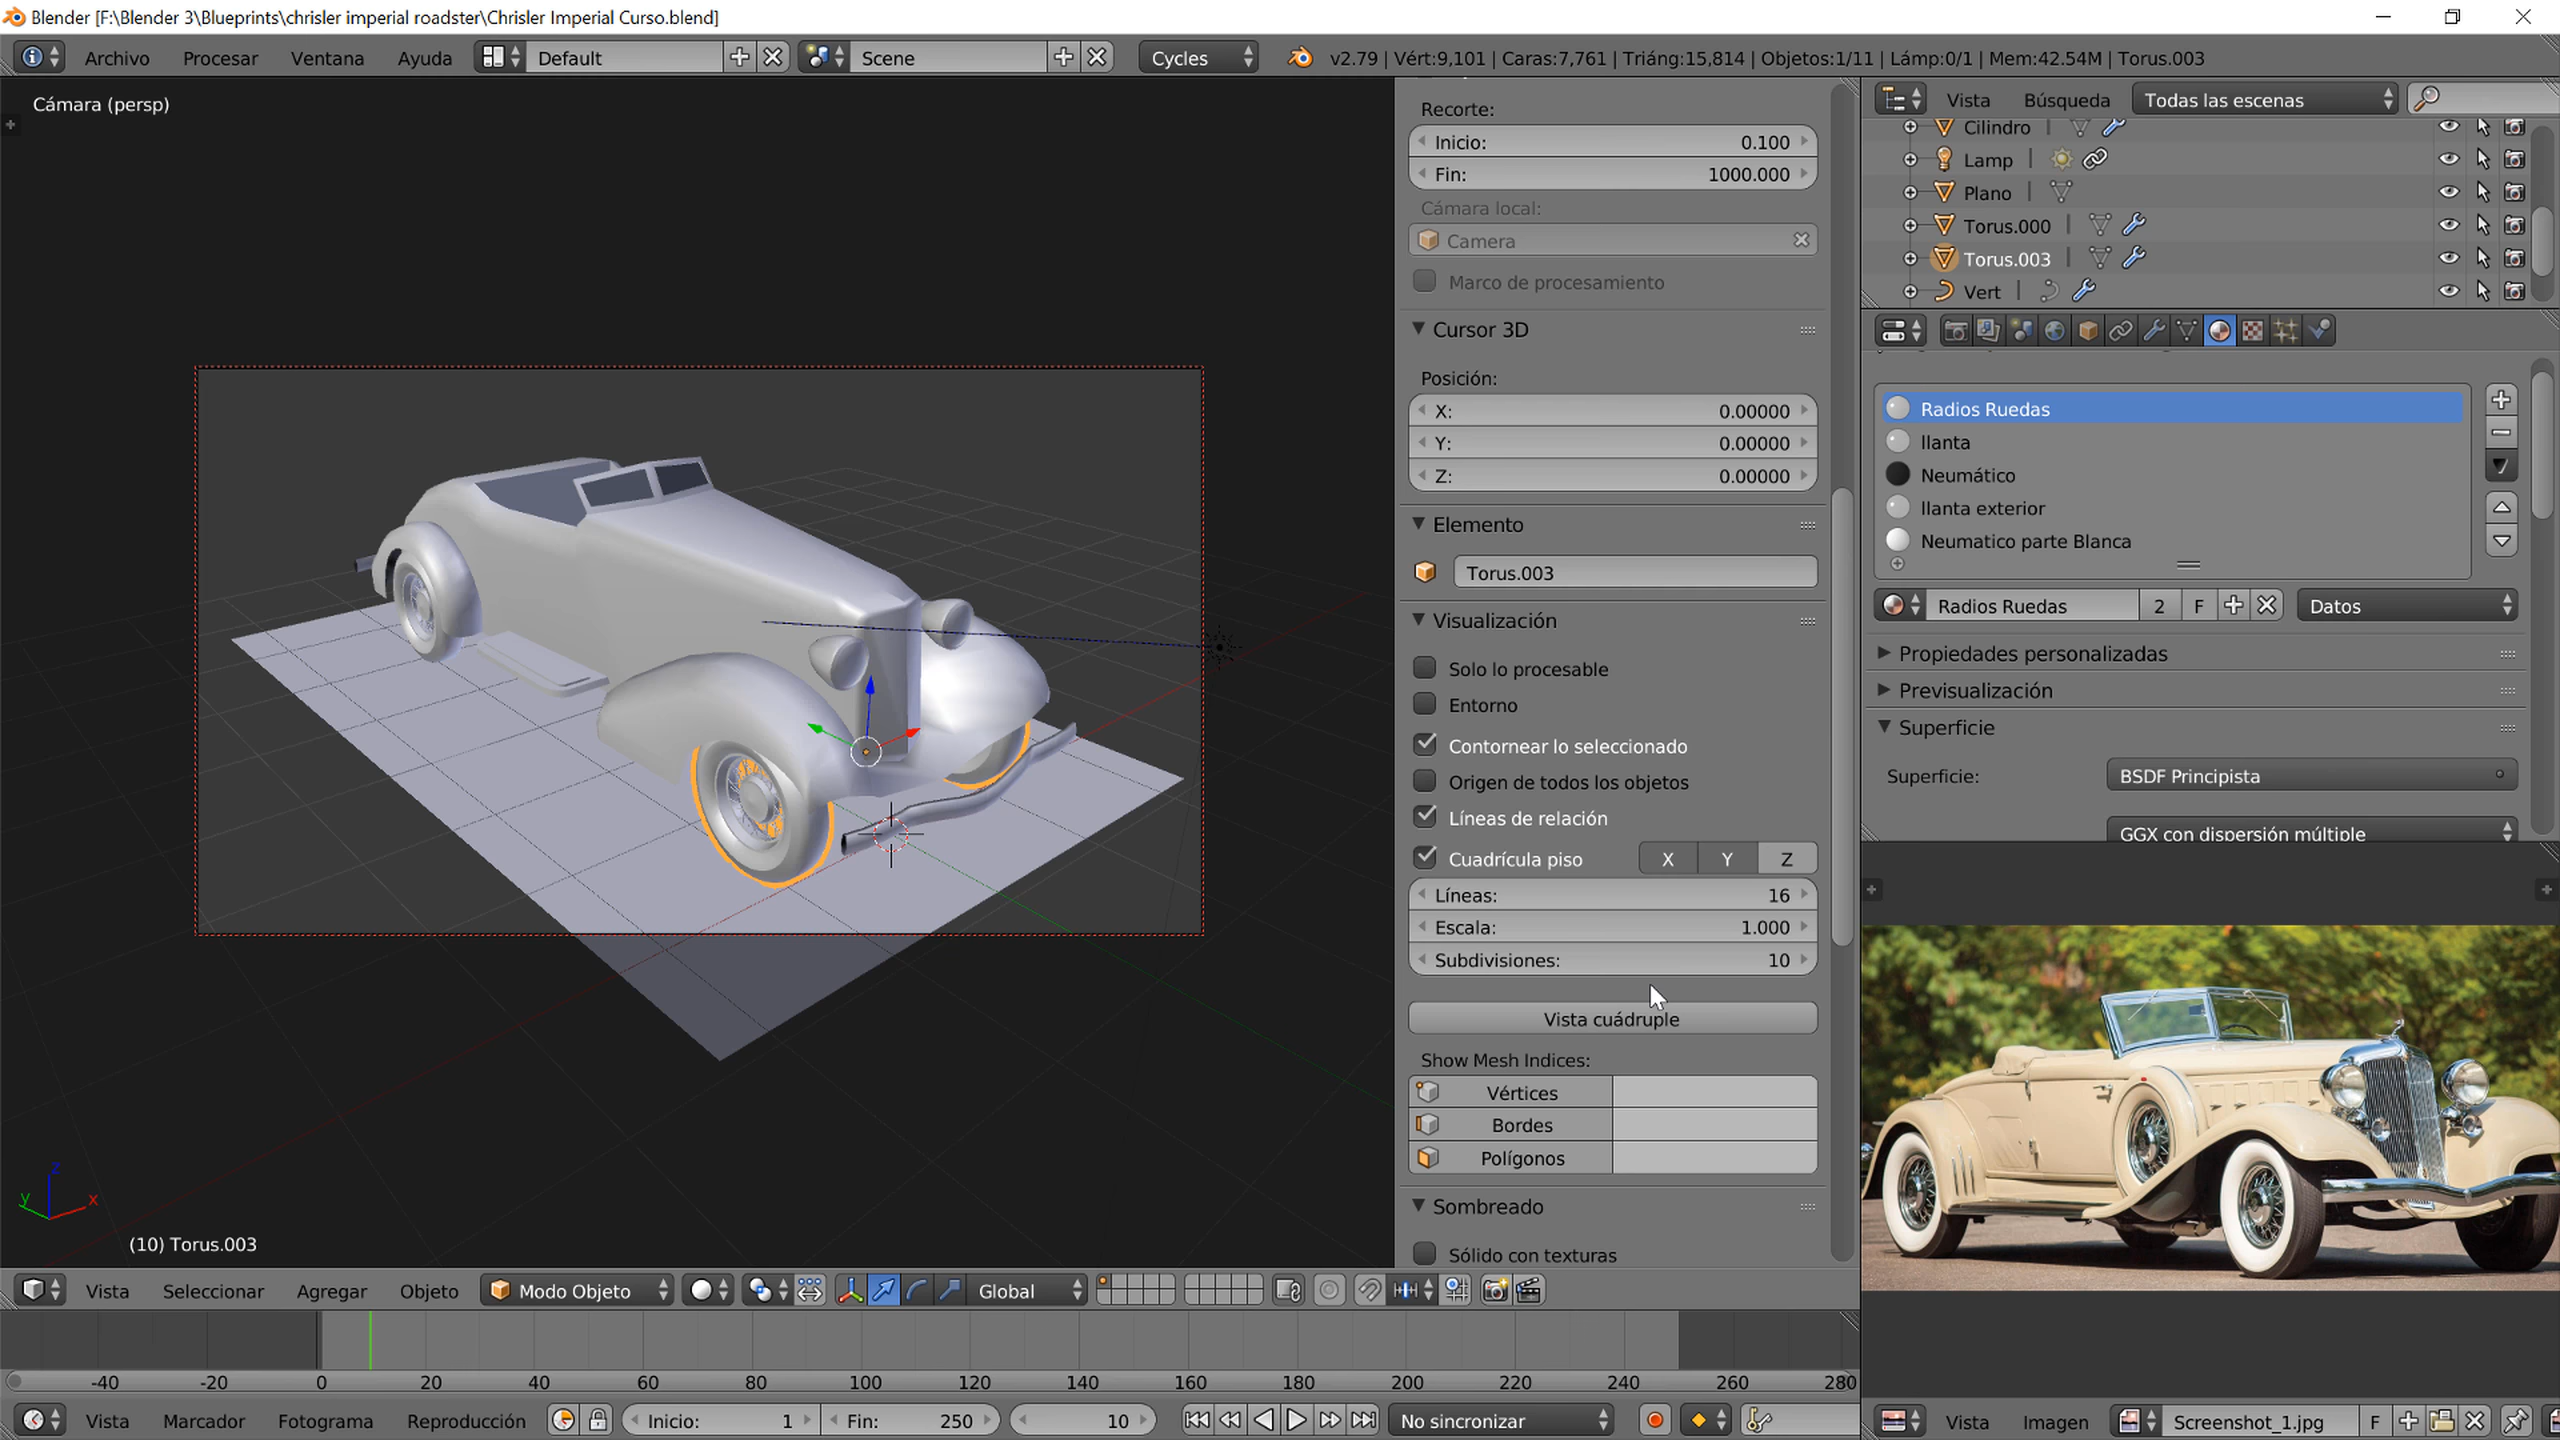 Blender [F:\Blender 3\Blueprints\chrisler imperial roadster\Chrisler Imperial Curso.blend]
Archivo Procesar Ventana Ayuda Default Scene Cycles v2.79 | Vért:9,101 | Caras:7,761 | Triáng:15,814 | Objetos:1/11 | Lámp:0/1 | Mem:42.54M | Torus.003
Cámara (persp)
(10) Torus.003
z
y
x
Recorte:
Inicio: 0.100
Fin: 1000.000
Cámara local:
Camera
Marco de procesamiento
Cursor 3D
Posición:
X: 0.00000
Y: 0.00000
Z: 0.00000
Elemento
Torus.003
Visualización
Solo lo procesable
Entorno
Contornear lo seleccionado
Origen de todos los objetos
Líneas de relación
Cuadrícula piso X Y Z
Líneas: 16
Escala: 1.000
Subdivisiones: 10
Vista cuádruple
Show Mesh Indices:
Vértices
Bordes
Polígonos
Sombreado
Sólido con texturas
Vista Búsqueda Todas las escenas
Cilindro
Lamp
Plano
Torus.000
Torus.003
Vert
Radios Ruedas
llanta
Neumático
llanta exterior
Neumatico parte Blanca
Radios Ruedas 2 F Datos
Propiedades personalizadas
Previsualización
Superficie
Superficie: BSDF Principista
GGX con dispersión múltiple
Vista Seleccionar Agregar Objeto Modo Objeto Global
-40 -20 0 20 40 60 80 100 120 140 160 180 200 220 240 260 280
Vista Marcador Fotograma Reproducción Inicio: 1 Fin: 250 10 No sincronizar
Vista Imagen Screenshot_1.jpg F